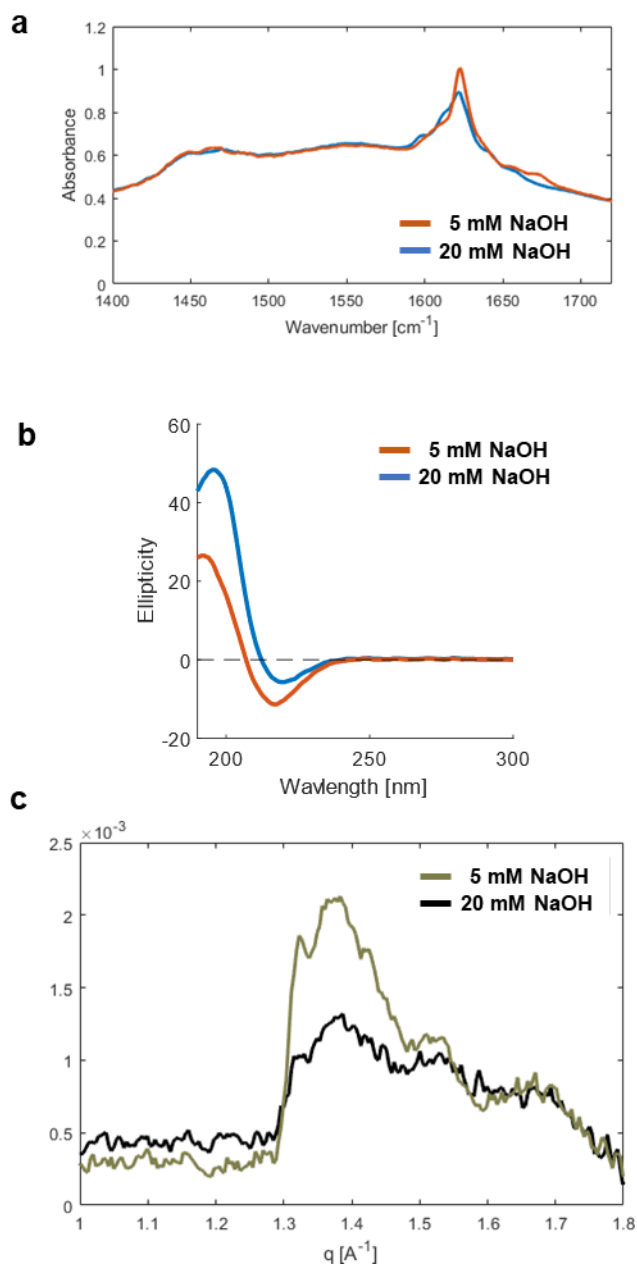 a
1.2
1
0.8
0.6
0.4
0.2
0
Absorbance
5 mM NaOH
20 mM NaOH
1400 1450 1500 1550 1600 1650 1700
Wavenumber [cm⁻¹]
b
60
40
20
0
-20
Ellipticity
5 mM NaOH
20 mM NaOH
200 250 300
Wavlength [nm]
c
×10⁻³
2.5
2
1.5
1
0.5
0
5 mM NaOH
20 mM NaOH
1 1.1 1.2 1.3 1.4 1.5 1.6 1.7 1.8
q [A⁻¹]